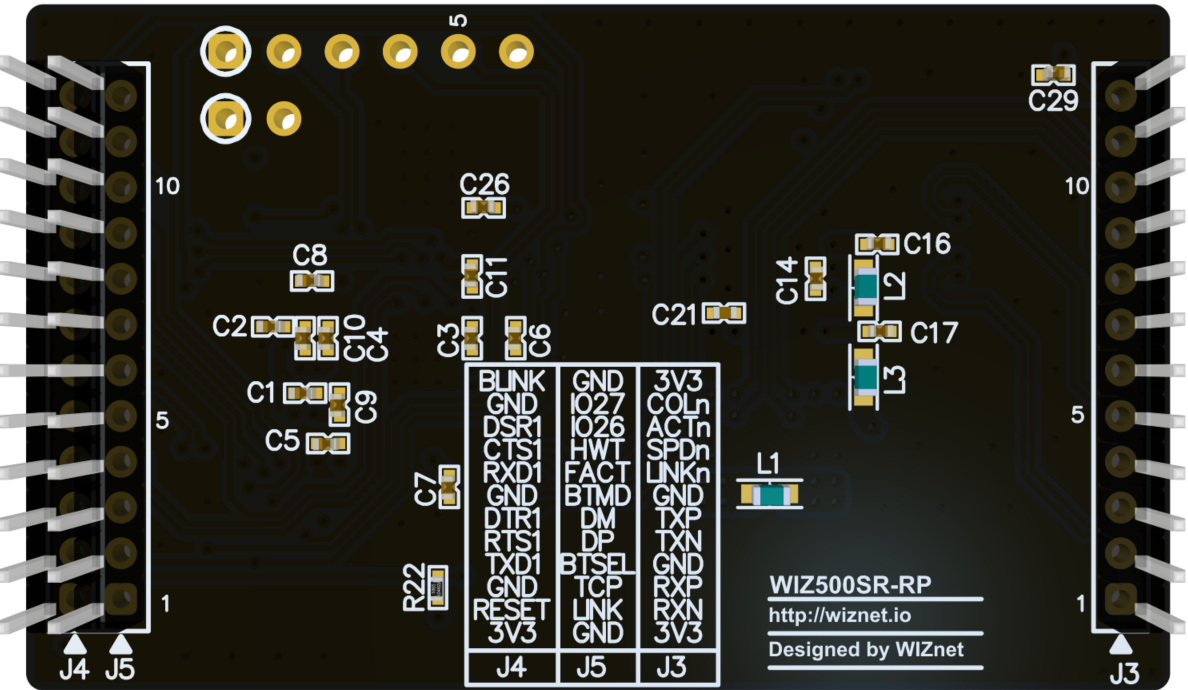 5
C29
10
10
C26
C8
C11
C16
C14
L2
C2
C10
C4
C3
C6
C21
C17
L3
C1
C9
5
5
C5
BLINK GND 3V3
GND IO27 COLn
DSR1 IO26 ACTn
CTS1 HWT SPDn
RXD1 FACT LINKn
GND BTMD GND
DTR1 DM TXP
RTS1 DP TXN
TXD1 BTSEL GND
GND TCP RXP
RESET LINK RXN
3V3 GND 3V3
J4 J5 J3
C7
L1
R22
1
1
WIZ500SR-RP
http://wiznet.io
Designed by WIZnet
J4 J5
J3